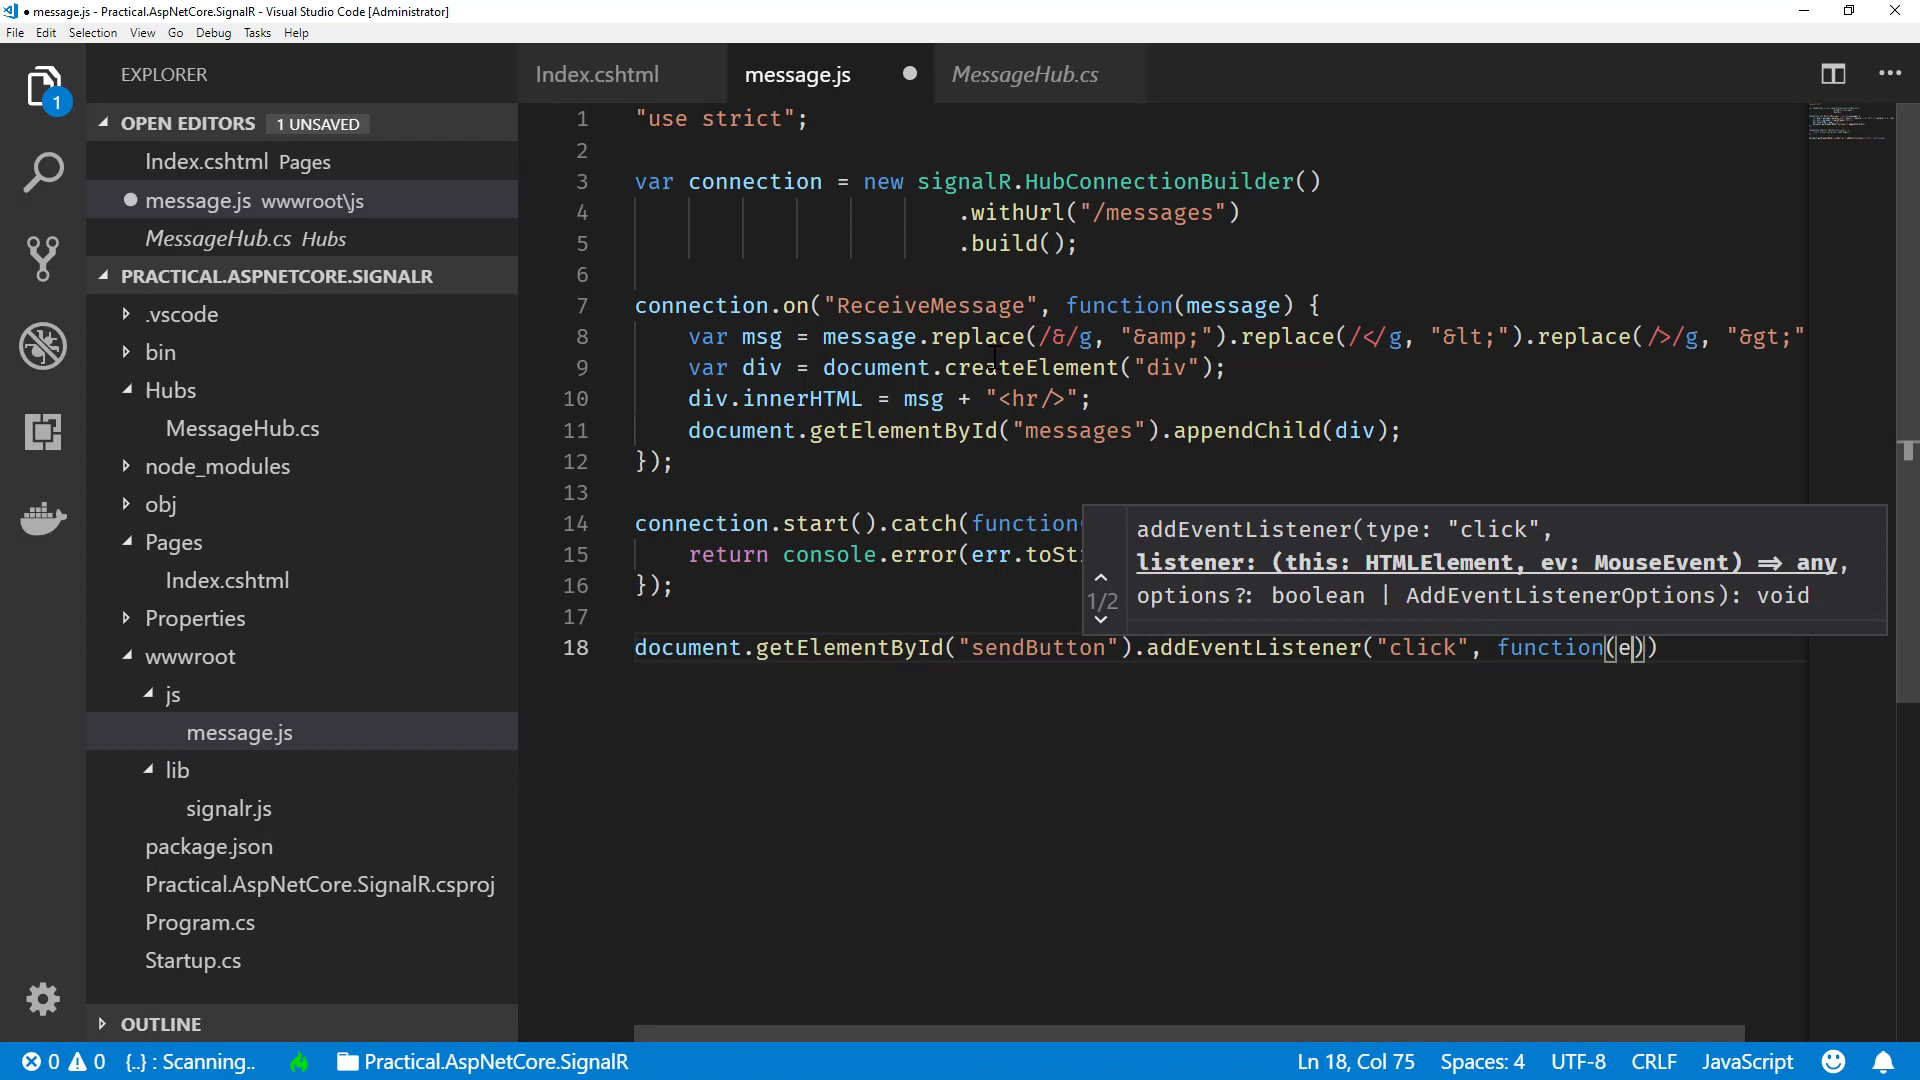 message.js - Practical.AspNetCore.SignalR - Visual Studio Code [Administrator]
File Edit Selection View Go Debug Tasks Help
EXPLORER
OPEN EDITORS 1 UNSAVED
Index.cshtml Pages
message.js wwwroot\js
MessageHub.cs Hubs
PRACTICAL.ASPNETCORE.SIGNALR
.vscode
bin
Hubs
MessageHub.cs
node_modules
obj
Pages
Index.cshtml
Properties
wwwroot
js
message.js
lib
signalr.js
package.json
Practical.AspNetCore.SignalR.csproj
Program.cs
Startup.cs
OUTLINE
1
Index.cshtml message.js MessageHub.cs
1 "use strict";
2
3 var connection = new signalR.HubConnectionBuilder()
4 .withUrl("/messages")
5 .build();
6
7 connection.on("ReceiveMessage", function(message) {
8 var msg = message.replace(/&/g, "&amp;").replace(/</g, "&lt;").replace(/>/g, "&gt;"
9 var div = document.createElement("div");
10 div.innerHTML = msg + "<hr/>";
11 document.getElementById("messages").appendChild(div);
12 });
13
14 connection.start().catch(function
15 return console.error(err.toStr
16 });
17
18 document.getElementById("sendButton").addEventListener("click", function(e))
addEventListener(type: "click",
listener: (this: HTMLElement, ev: MouseEvent) => any,
1/2 options?: boolean | AddEventListenerOptions): void
0 0 {..} : Scanning.. Practical.AspNetCore.SignalR Ln 18, Col 75 Spaces: 4 UTF-8 CRLF JavaScript